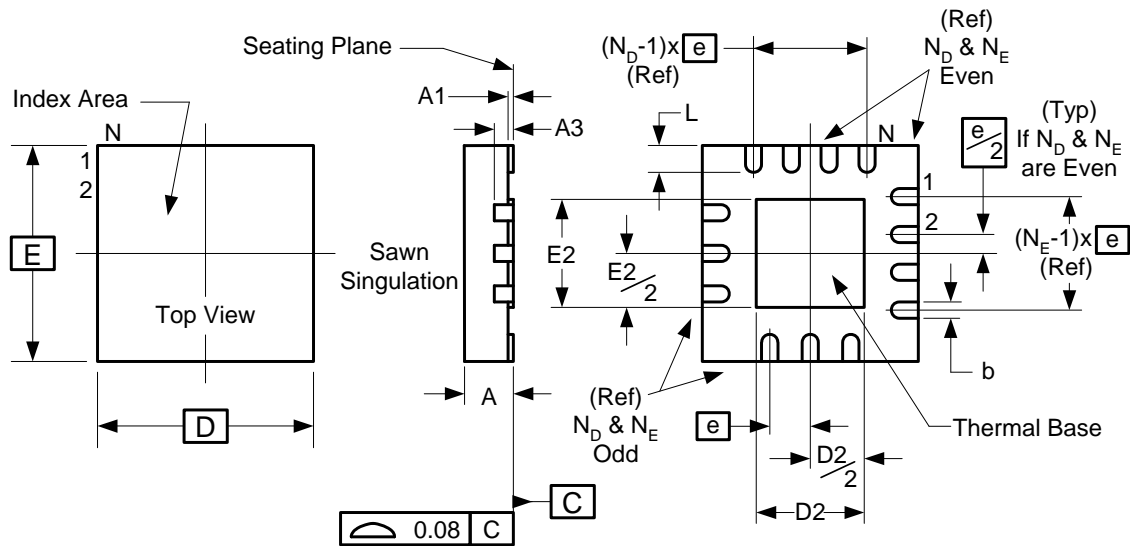 Seating Plane
Index Area
N
1
2
E
Top View
D
A1
A3
Sawn
Singulation
A
C
0.08 C
(N_D-1)x e
(Ref)
(Ref)
N_D & N_E
Even
L
N
e/2
(Typ)
If N_D & N_E
are Even
1
2
(N_E-1)x e
(Ref)
E2
E2/2
b
(Ref)
N_D & N_E
Odd
e
Thermal Base
D2/2
D2